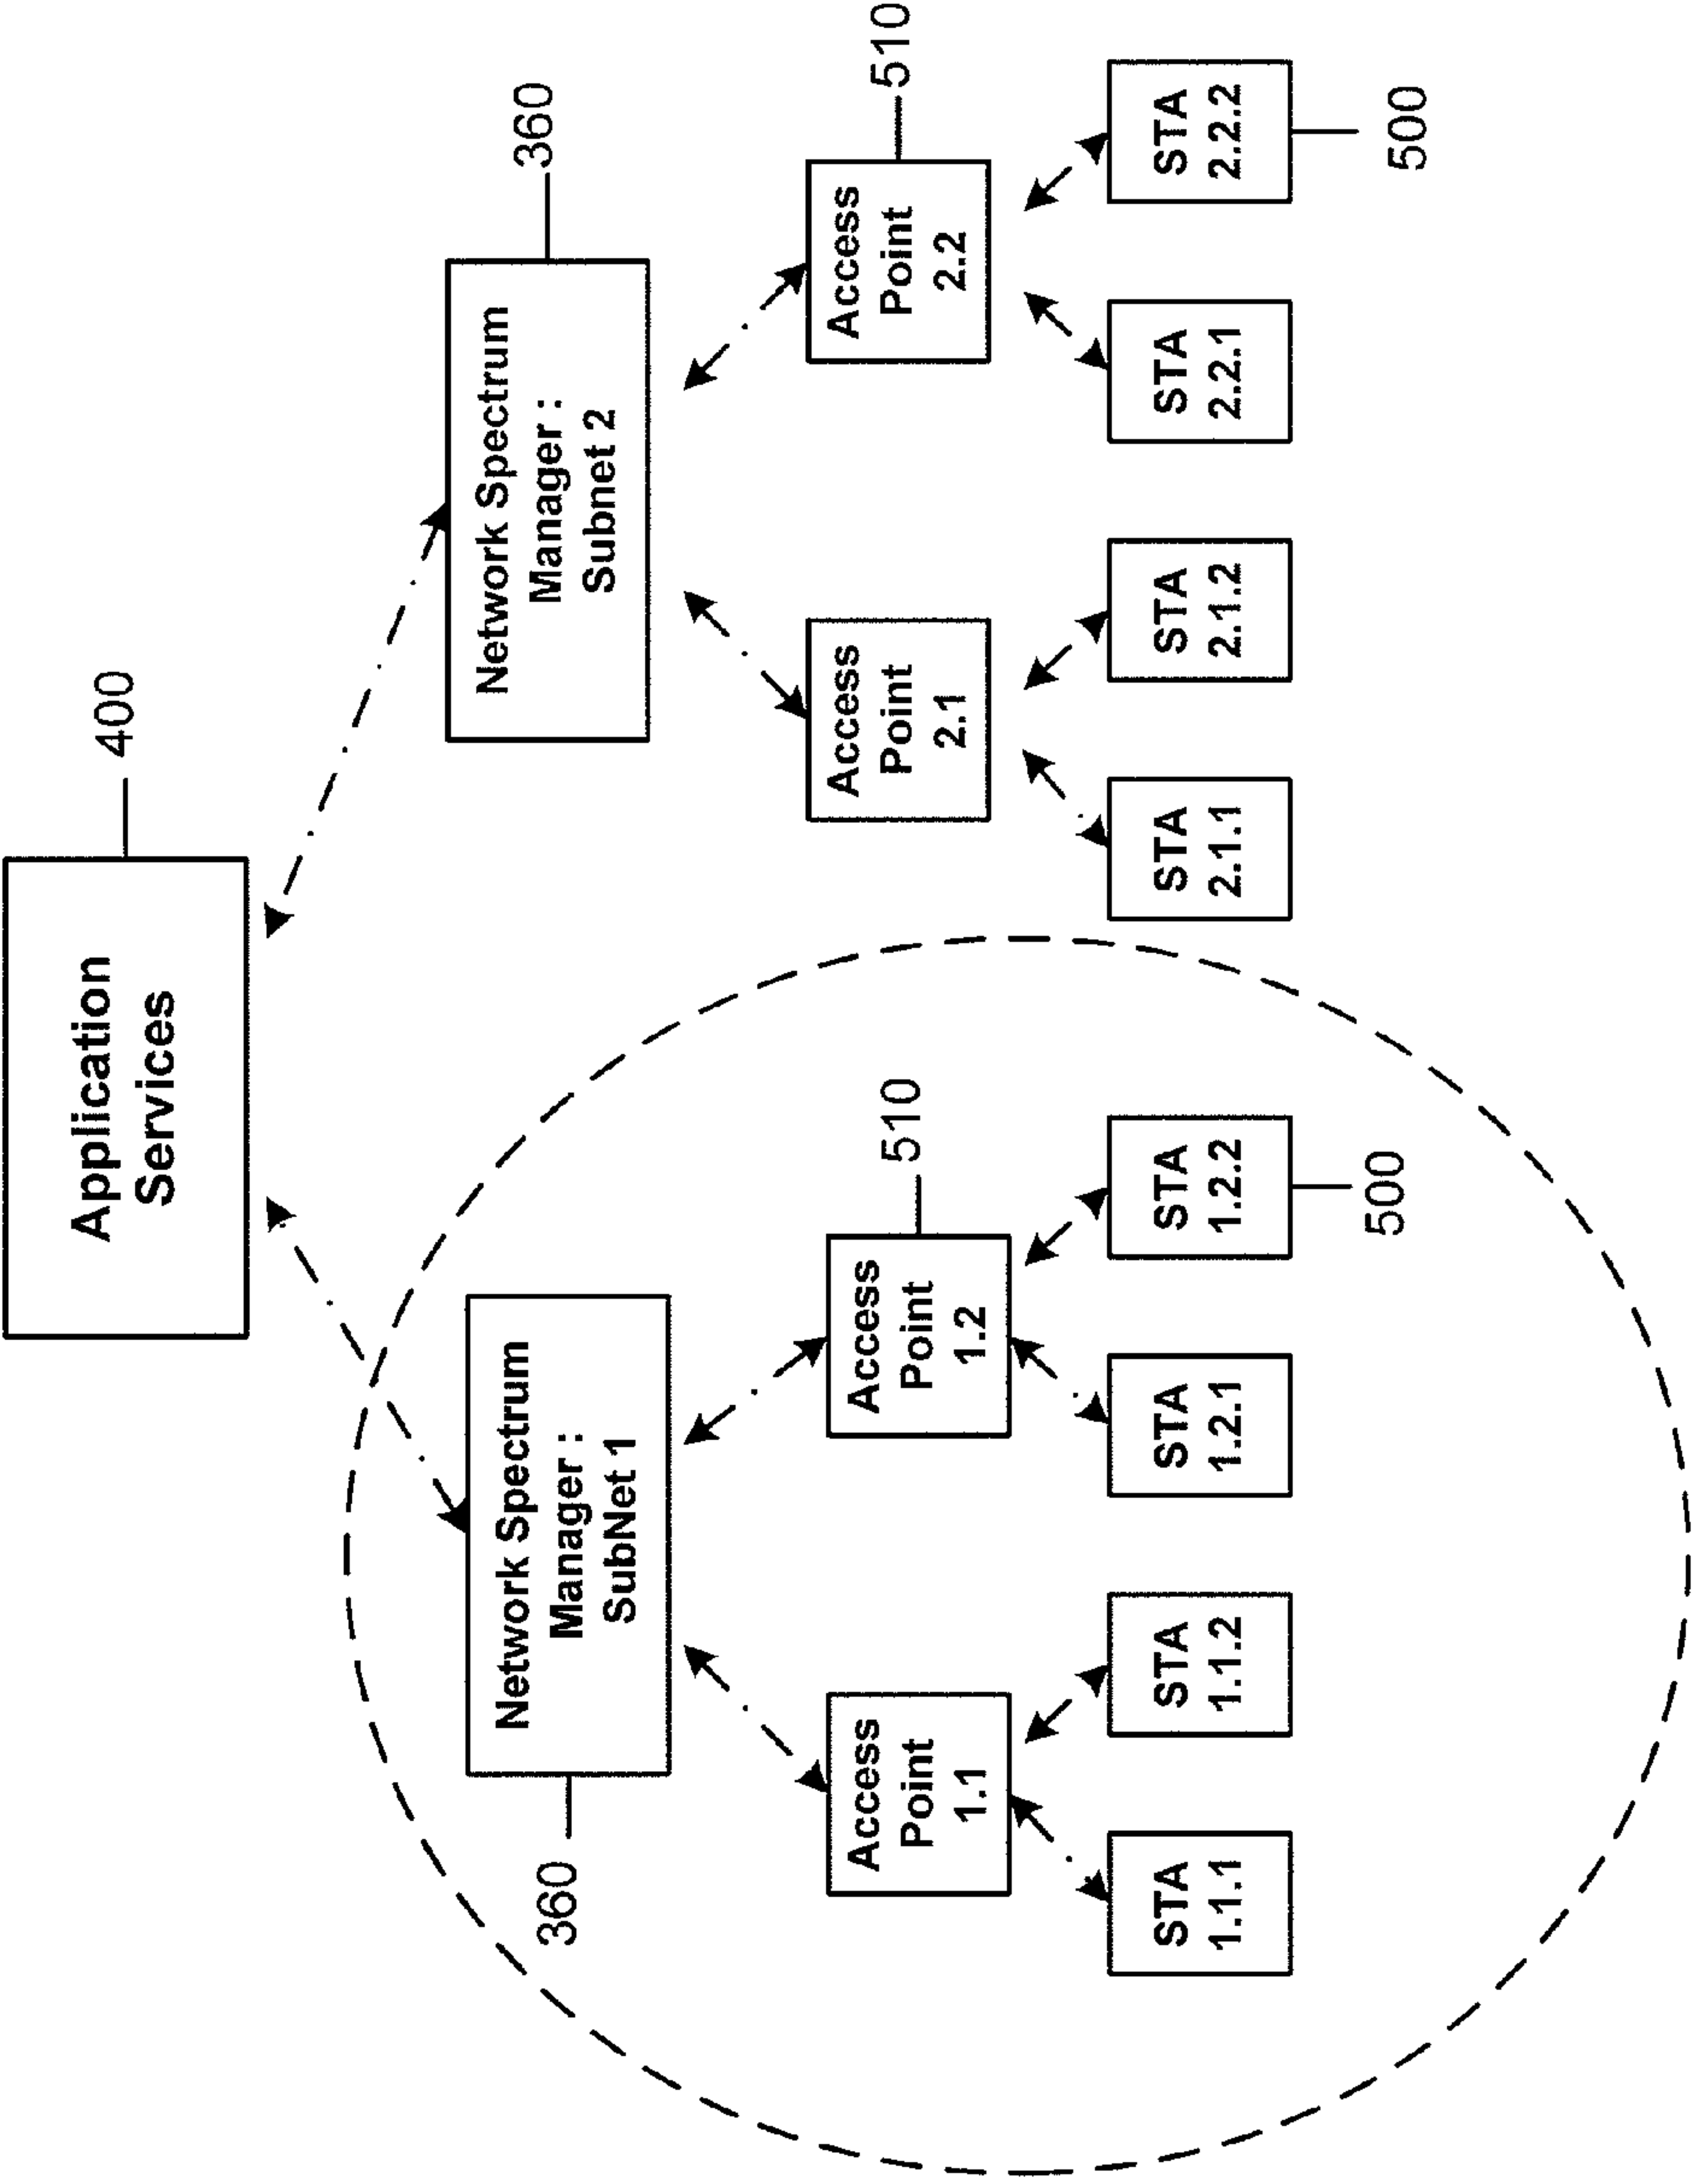 Application
Services
400
Network Spectrum
Manager :
SubNet 1
360
Network Spectrum
Manager :
Subnet 2
360
Access
Point
1.1
Access
Point
1.2
510
Access
Point
2.1
Access
Point
2.2
510
STA
1.1.1
STA
1.1.2
STA
1.2.1
STA
1.2.2
500
STA
2.1.1
STA
2.1.2
STA
2.2.1
STA
2.2.2
500